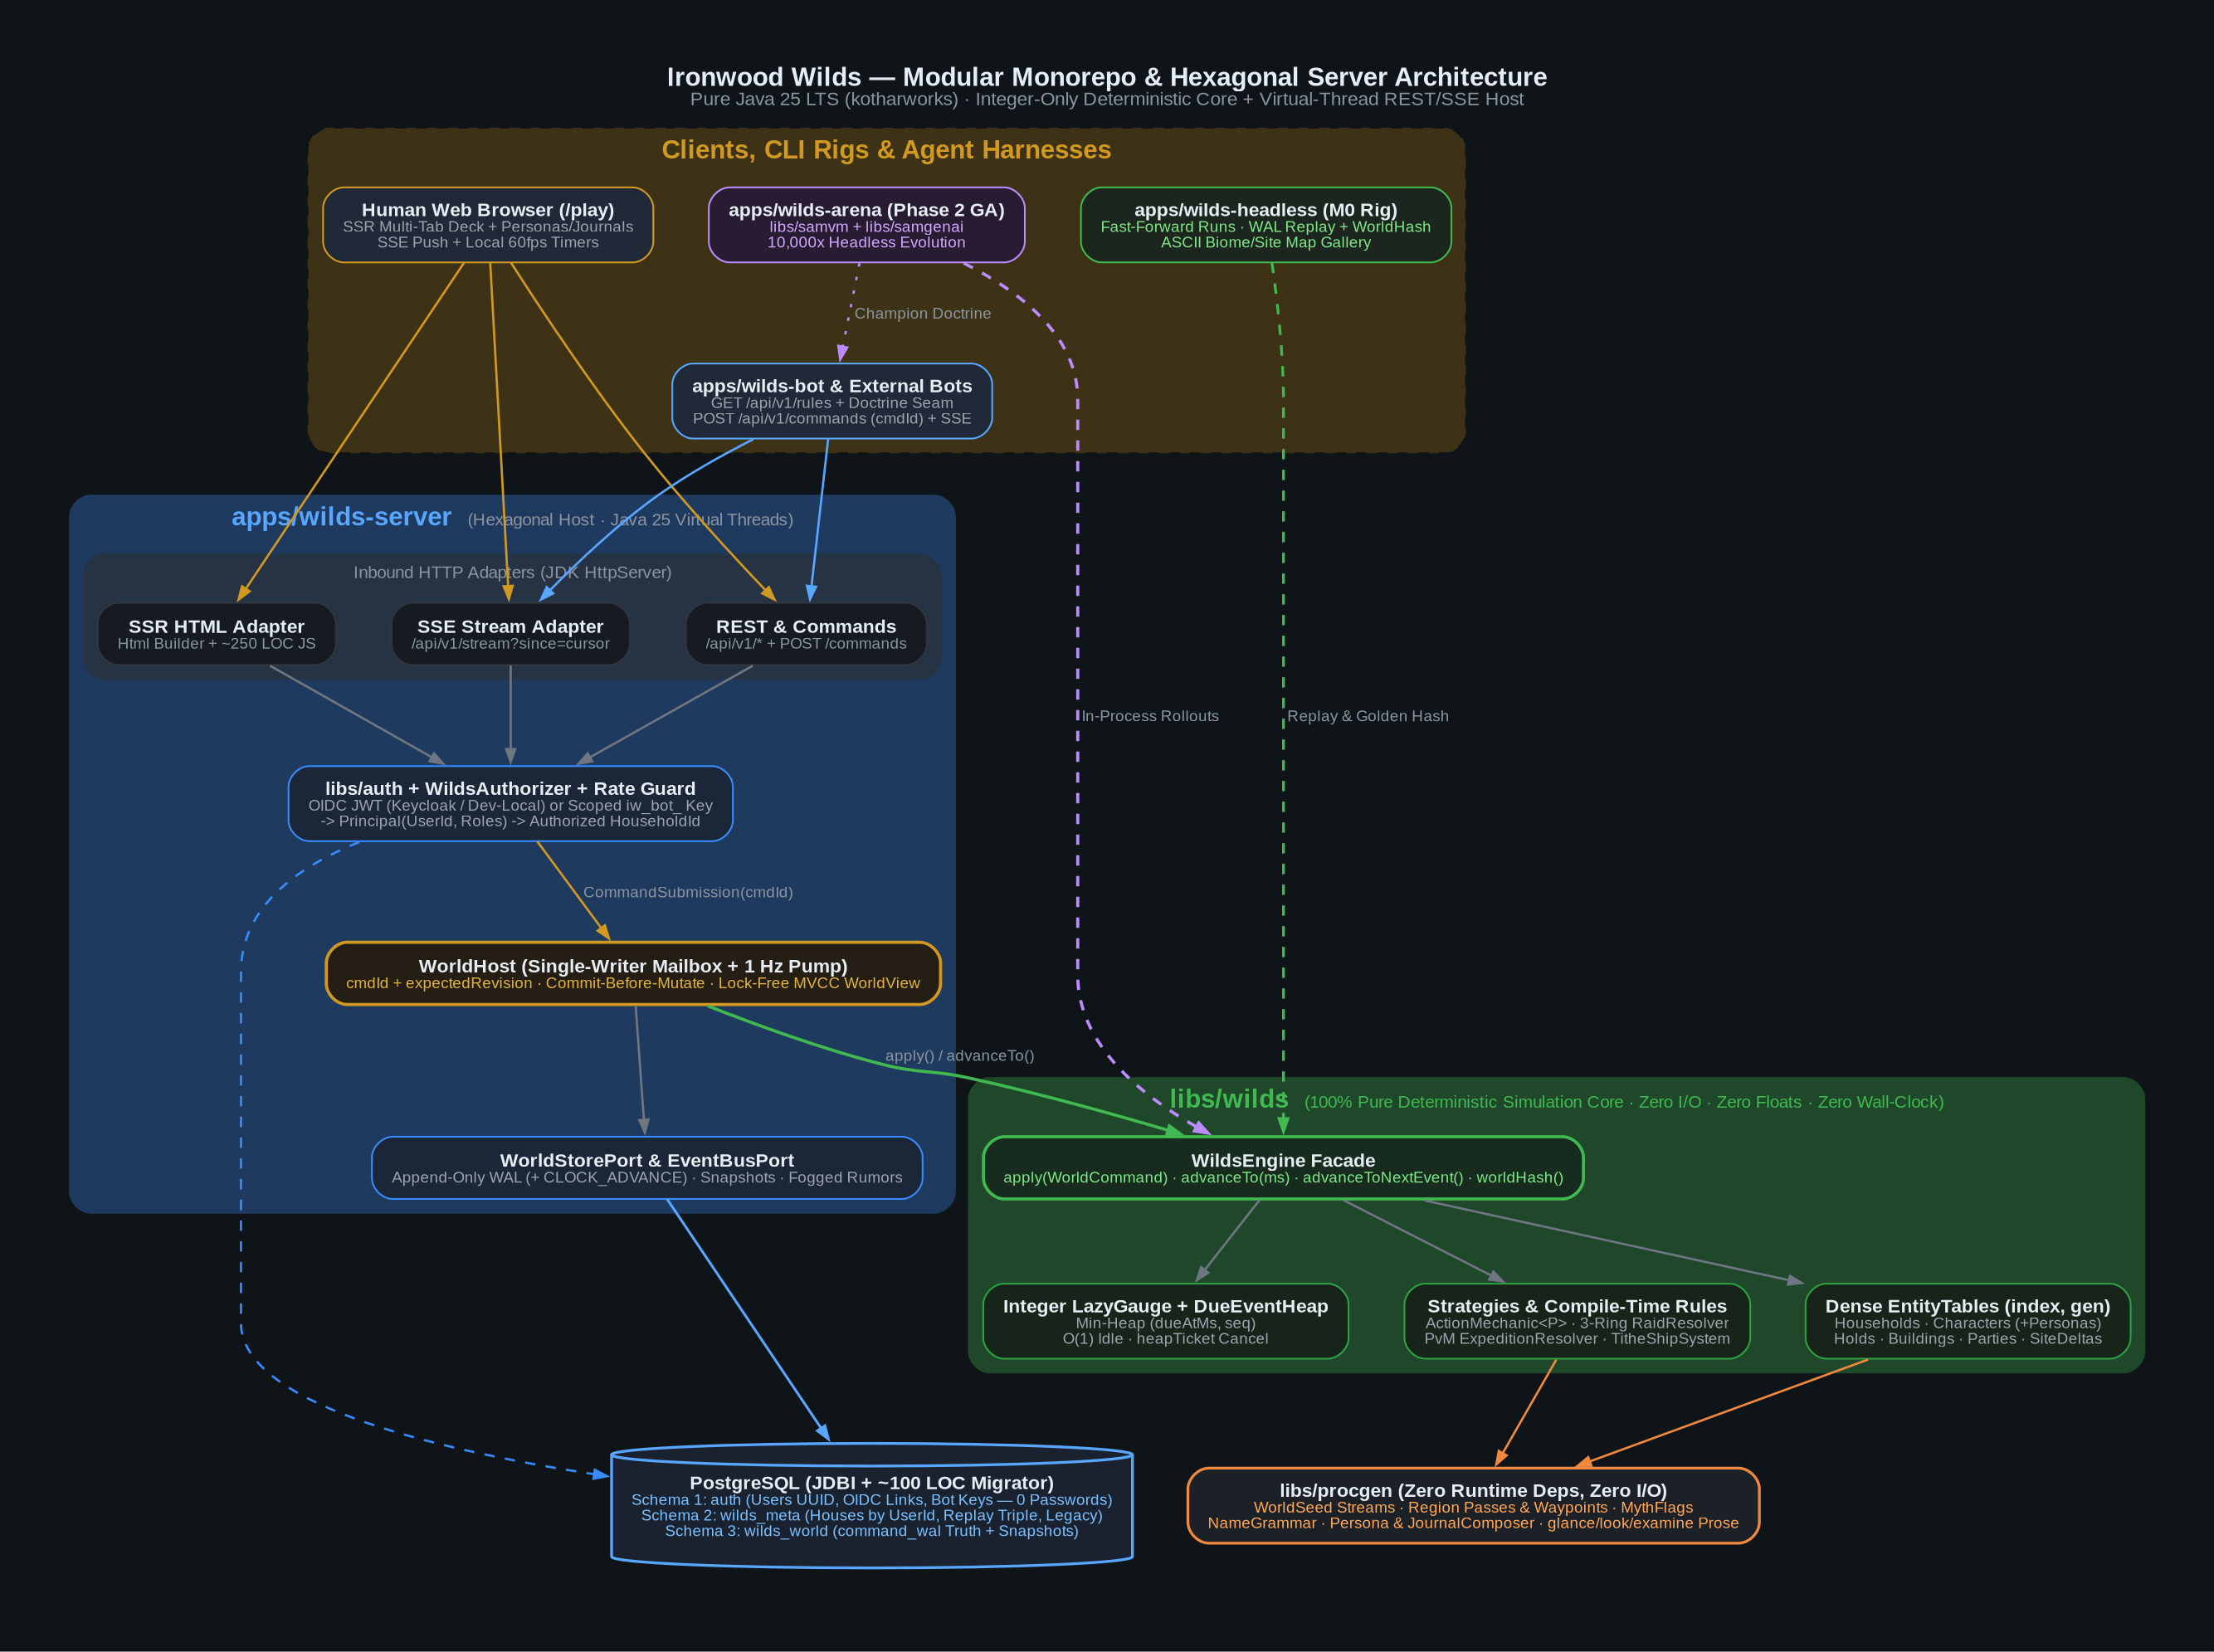 Ironwood Wilds — Modular Monorepo & Hexagonal Server Architecture
Pure Java 25 LTS (kotharworks) · Integer-Only Deterministic Core + Virtual-Thread REST/SSE Host
Clients, CLI Rigs & Agent Harnesses
Human Web Browser (/play)
SSR Multi-Tab Deck + Personas/Journals
SSE Push + Local 60fps Timers
apps/wilds-arena (Phase 2 GA)
libs/samvm + libs/samgenai
10,000x Headless Evolution
apps/wilds-headless (M0 Rig)
Fast-Forward Runs · WAL Replay + WorldHash
ASCII Biome/Site Map Gallery
Champion Doctrine
apps/wilds-bot & External Bots
GET /api/v1/rules + Doctrine Seam
POST /api/v1/commands (cmdId) + SSE
apps/wilds-server (Hexagonal Host · Java 25 Virtual Threads)
Inbound HTTP Adapters (JDK HttpServer)
SSR HTML Adapter
Html Builder + ~250 LOC JS
SSE Stream Adapter
/api/v1/stream?since=cursor
REST & Commands
/api/v1/* + POST /commands
In-Process Rollouts
Replay & Golden Hash
libs/auth + WildsAuthorizer + Rate Guard
OIDC JWT (Keycloak / Dev-Local) or Scoped iw_bot_Key
-> Principal(UserId, Roles) -> Authorized HouseholdId
CommandSubmission(cmdId)
WorldHost (Single-Writer Mailbox + 1 Hz Pump)
cmdId + expectedRevision · Commit-Before-Mutate · Lock-Free MVCC WorldView
apply() / advanceTo()
libs/wilds (100% Pure Deterministic Simulation Core · Zero I/O · Zero Floats · Zero Wall-Clock)
WorldStorePort & EventBusPort
Append-Only WAL (+ CLOCK_ADVANCE) · Snapshots · Fogged Rumors
WildsEngine Facade
apply(WorldCommand) · advanceTo(ms) · advanceToNextEvent() · worldHash()
Integer LazyGauge + DueEventHeap
Min-Heap (dueAtMs, seq)
O(1) Idle · heapTicket Cancel
Strategies & Compile-Time Rules
ActionMechanic<P> · 3-Ring RaidResolver
PvM ExpeditionResolver · TitheShipSystem
Dense EntityTables (index, gen)
Households · Characters (+Personas)
Holds · Buildings · Parties · SiteDeltas
PostgreSQL (JDBI + ~100 LOC Migrator)
Schema 1: auth (Users UUID, OIDC Links, Bot Keys — 0 Passwords)
Schema 2: wilds_meta (Houses by UserId, Replay Triple, Legacy)
Schema 3: wilds_world (command_wal Truth + Snapshots)
libs/procgen (Zero Runtime Deps, Zero I/O)
WorldSeed Streams · Region Passes & Waypoints · MythFlags
NameGrammar · Persona & JournalComposer · glance/look/examine Prose